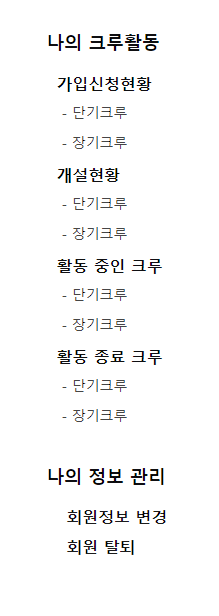 나의 크루활동
가입신청현황
- 단기크루
- 장기크루
개설현황
- 단기크루
- 장기크루
활동 중인 크루
- 단기크루
- 장기크루
활동 종료 크루
- 단기크루
- 장기크루
나의 정보 관리
회원정보 변경
회원 탈퇴